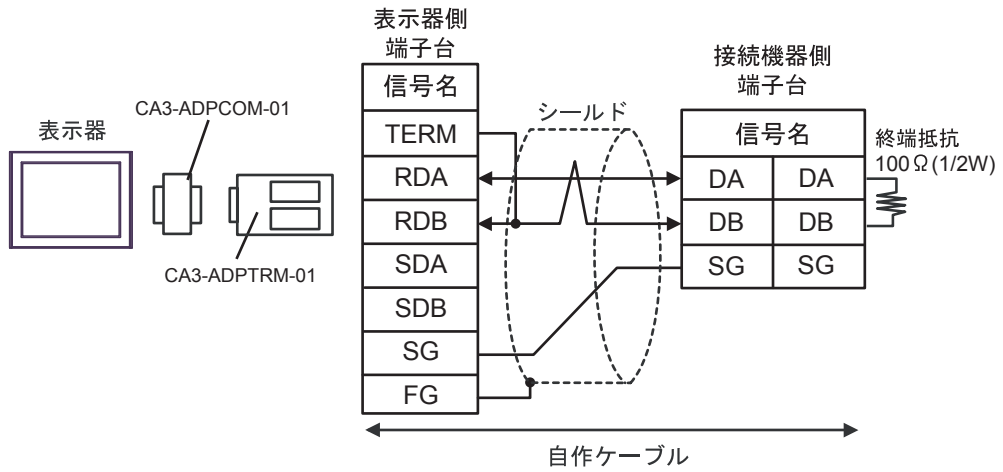 表示器
CA3-ADPCOM-01
CA3-ADPTRM-01
表示器側
端子台
信号名
TERM
RDA
RDB
SDA
SDB
SG
FG
シールド
接続機器側
端子台
信号名
DA DA
DB DB
SG SG
終端抵抗
100Ω(1/2W)
自作ケーブル